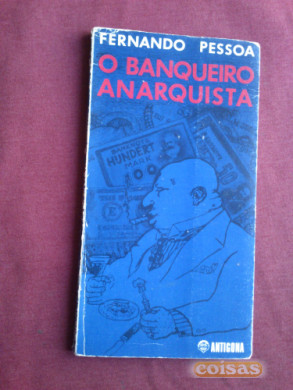 FERNANDO PESSOA
O BANQUEIRO
ANARQUISTA
HUNDERT
MARK
100
ANTIGONA
coisas